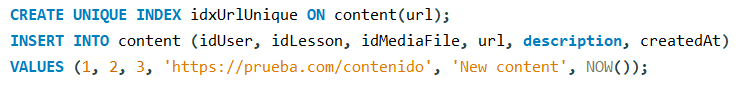 CREATE UNIQUE INDEX idxUrlUnique ON content(url);
INSERT INTO content (idUser, idLesson, idMediaFile, url, description, createdAt)
VALUES (1, 2, 3, 'https://prueba.com/contenido', 'New content', NOW());